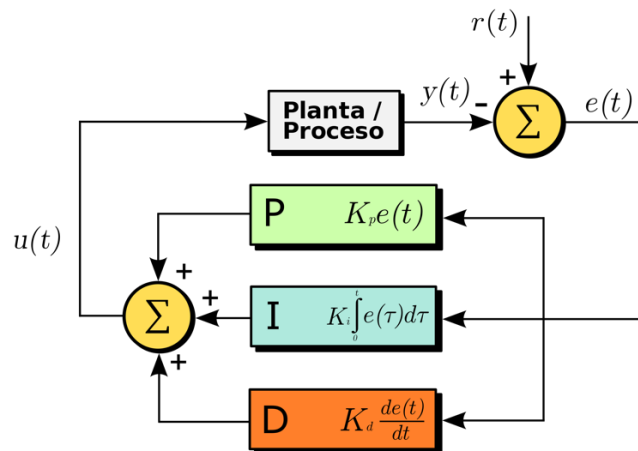 r(t)
+
Planta /
Proceso
y(t)
-
Σ
e(t)
P K_p e(t)
u(t)
+
Σ
+
I K_i ∫_0^t e(τ)dτ
+
D K_d de(t)/dt